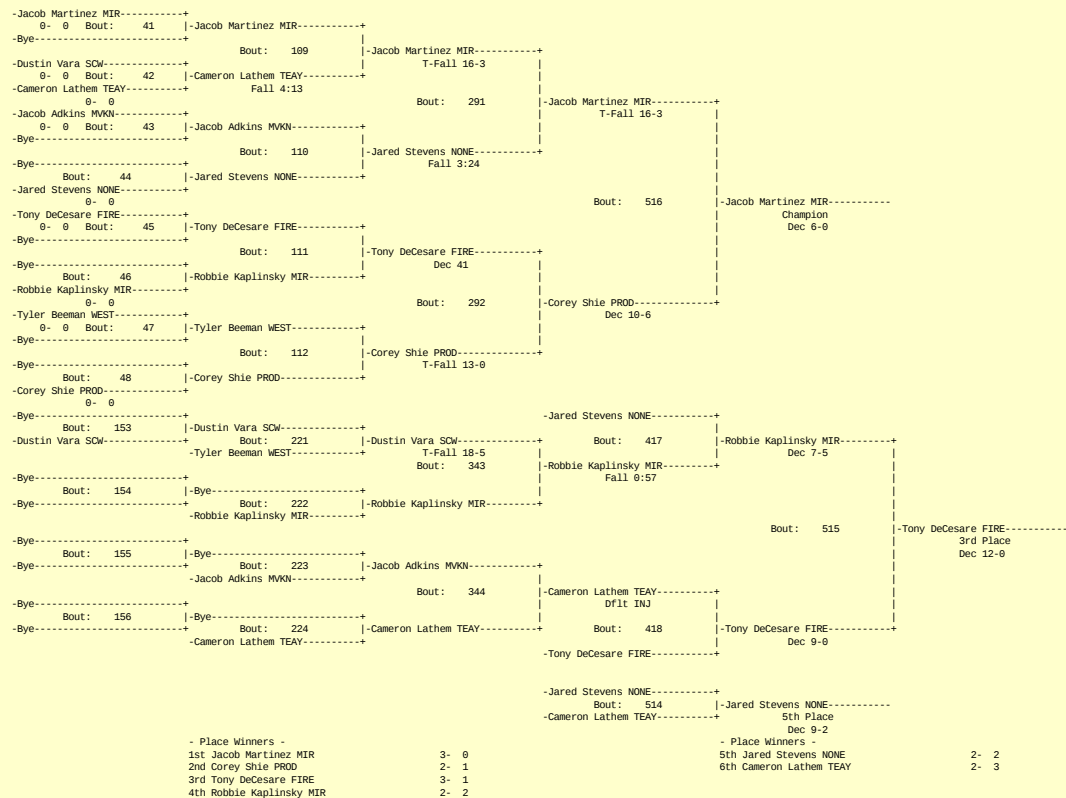 -Jacob Martinez MIR-----------+
0- 0 Bout: 41 |-Jacob Martinez MIR-----------+
-Bye--------------------------+ |
Bout: 109 |-Jacob Martinez MIR-----------+
-Dustin Vara SCW--------------+ | T-Fall 16-3 |
0- 0 Bout: 42 |-Cameron Lathem TEAY----------+ |
-Cameron Lathem TEAY----------+ Fall 4:13 |
0- 0 Bout: 291 |-Jacob Martinez MIR-----------+
-Jacob Adkins MVKN------------+ | T-Fall 16-3 |
0- 0 Bout: 43 |-Jacob Adkins MVKN------------+ | |
-Bye--------------------------+ | | |
Bout: 110 |-Jared Stevens NONE-----------+ |
-Bye--------------------------+ | Fall 3:24 |
Bout: 44 |-Jared Stevens NONE-----------+ |
-Jared Stevens NONE-----------+ |
0- 0 Bout: 516 |-Jacob Martinez MIR----------
-Tony DeCesare FIRE-----------+ | Champion
0- 0 Bout: 45 |-Tony DeCesare FIRE-----------+ | Dec 6-0
-Bye--------------------------+ | |
Bout: 111 |-Tony DeCesare FIRE-----------+ |
-Bye--------------------------+ | Dec 41 | |
Bout: 46 |-Robbie Kaplinsky MIR---------+ | |
-Robbie Kaplinsky MIR---------+ | |
0- 0 Bout: 292 |-Corey Shie PROD--------------+
-Tyler Beeman WEST------------+ | Dec 10-6
0- 0 Bout: 47 |-Tyler Beeman WEST------------+ |
-Bye--------------------------+ | |
Bout: 112 |-Corey Shie PROD--------------+
-Bye--------------------------+ | T-Fall 13-0
Bout: 48 |-Corey Shie PROD--------------+
-Corey Shie PROD--------------+
0- 0
-Bye--------------------------+ -Jared Stevens NONE-----------+
Bout: 153 |-Dustin Vara SCW--------------+ |
-Dustin Vara SCW--------------+ Bout: 221 |-Dustin Vara SCW--------------+ Bout: 417 |-Robbie Kaplinsky MIR---------+
-Tyler Beeman WEST------------+ T-Fall 18-5 | | Dec 7-5 |
Bout: 343 |-Robbie Kaplinsky MIR---------+ |
-Bye--------------------------+ | Fall 0:57 |
Bout: 154 |-Bye--------------------------+ | |
-Bye--------------------------+ Bout: 222 |-Robbie Kaplinsky MIR---------+ |
-Robbie Kaplinsky MIR---------+ |
Bout: 515 |-Tony DeCesare FIRE----------
-Bye--------------------------+ | 3rd Place
Bout: 155 |-Bye--------------------------+ | Dec 12-0
-Bye--------------------------+ Bout: 223 |-Jacob Adkins MVKN------------+ |
-Jacob Adkins MVKN------------+ | |
Bout: 344 |-Cameron Lathem TEAY----------+ |
-Bye--------------------------+ | Dflt INJ | |
Bout: 156 |-Bye--------------------------+ | | |
-Bye--------------------------+ Bout: 224 |-Cameron Lathem TEAY----------+ Bout: 418 |-Tony DeCesare FIRE-----------+
-Cameron Lathem TEAY----------+ | Dec 9-0
-Tony DeCesare FIRE-----------+
-Jared Stevens NONE-----------+
Bout: 514 |-Jared Stevens NONE----------
-Cameron Lathem TEAY----------+ 5th Place
Dec 9-2
- Place Winners - - Place Winners -
1st Jacob Martinez MIR 3- 0 5th Jared Stevens NONE 2- 2
2nd Corey Shie PROD 2- 1 6th Cameron Lathem TEAY 2- 3
3rd Tony DeCesare FIRE 3- 1
4th Robbie Kaplinsky MIR 2- 2